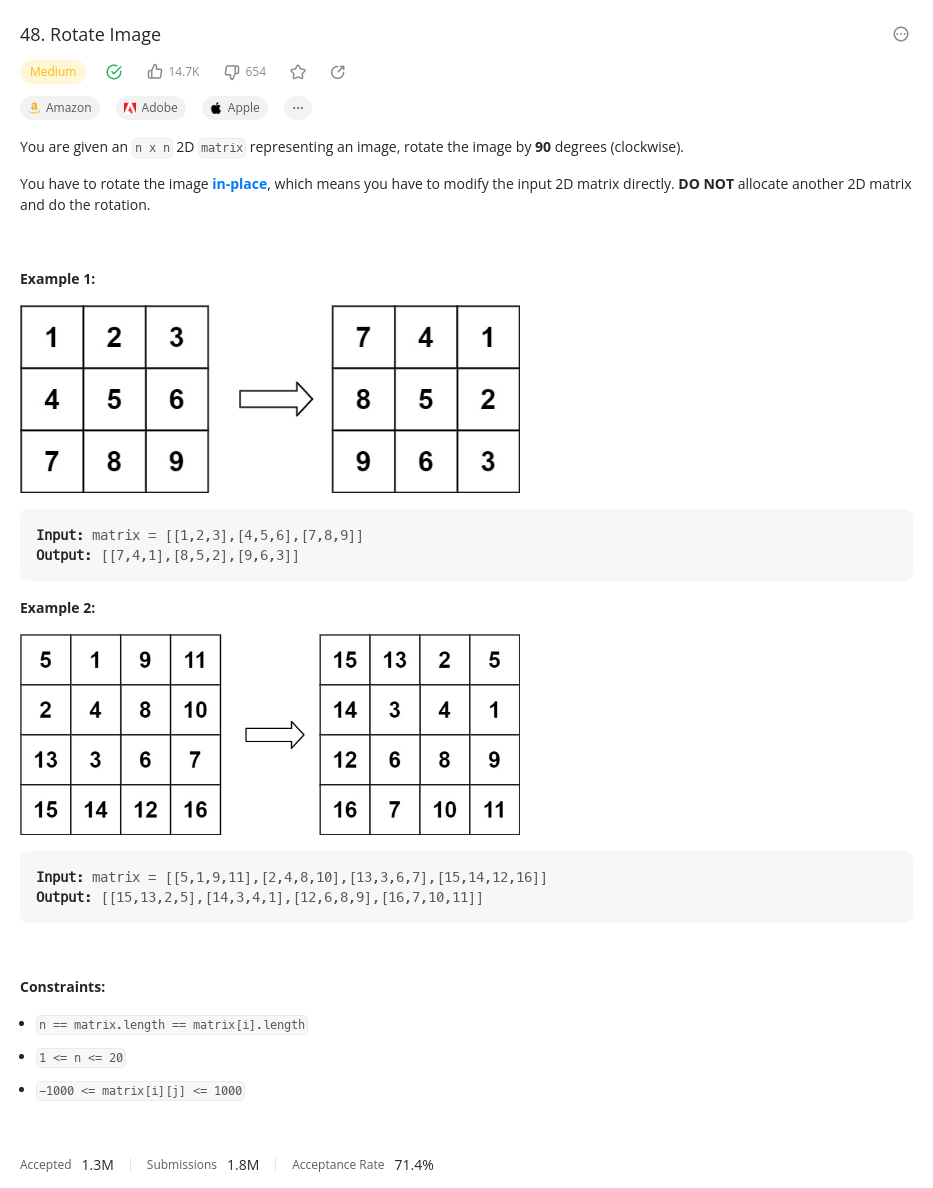 48. Rotate Image
Medium 14.7K 654
Amazon Adobe Apple ...
You are given an n x n 2D matrix representing an image, rotate the image by 90 degrees (clockwise).
You have to rotate the image in-place, which means you have to modify the input 2D matrix directly. DO NOT allocate another 2D matrix
and do the rotation.
Example 1:
1 2 3 7 4 1
4 5 6 8 5 2
7 8 9 9 6 3
Input: matrix = [[1,2,3],[4,5,6],[7,8,9]]
Output: [[7,4,1],[8,5,2],[9,6,3]]
Example 2:
5 1 9 11 15 13 2 5
2 4 8 10 14 3 4 1
13 3 6 7 12 6 8 9
15 14 12 16 16 7 10 11
Input: matrix = [[5,1,9,11],[2,4,8,10],[13,3,6,7],[15,14,12,16]]
Output: [[15,13,2,5],[14,3,4,1],[12,6,8,9],[16,7,10,11]]
Constraints:
• n == matrix.length == matrix[i].length
• 1 <= n <= 20
• -1000 <= matrix[i][j] <= 1000
Accepted 1.3M Submissions 1.8M Acceptance Rate 71.4%